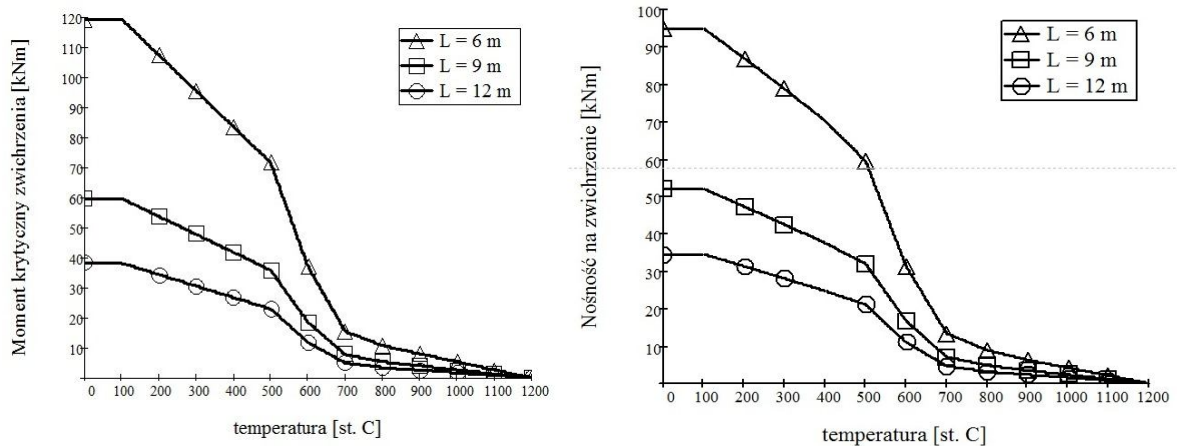 Moment krytyczny zwichrzenia [kNm]
120
110
100
90
80
70
60
50
40
30
20
10
0 100 200 300 400 500 600 700 800 900 1000 1100 1200
temperatura [st. C]
L = 6 m
L = 9 m
L = 12 m
Nośność na zwichrzenie [kNm]
100
90
80
70
60
50
40
30
20
10
0 100 200 300 400 500 600 700 800 900 1000 1100 1200
temperatura [st. C]
L = 6 m
L = 9 m
L = 12 m